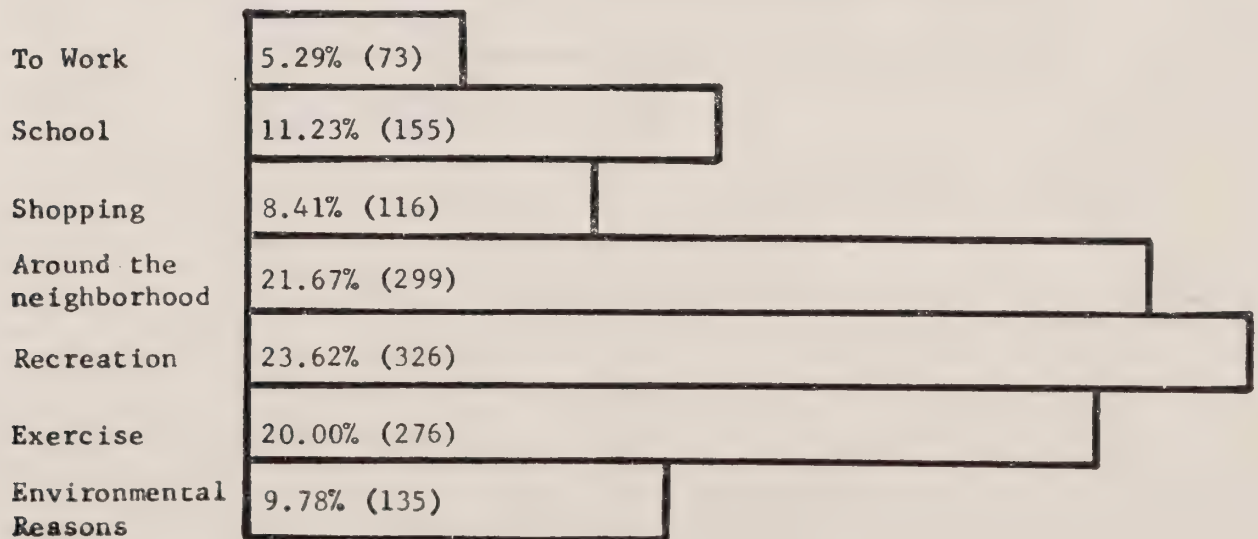 To Work 5.29% (73)
School 11.23% (155)
Shopping 8.41% (116)
Around the
neighborhood 21.67% (299)
Recreation 23.62% (326)
Exercise 20.00% (276)
Environmental
Reasons 9.78% (135)